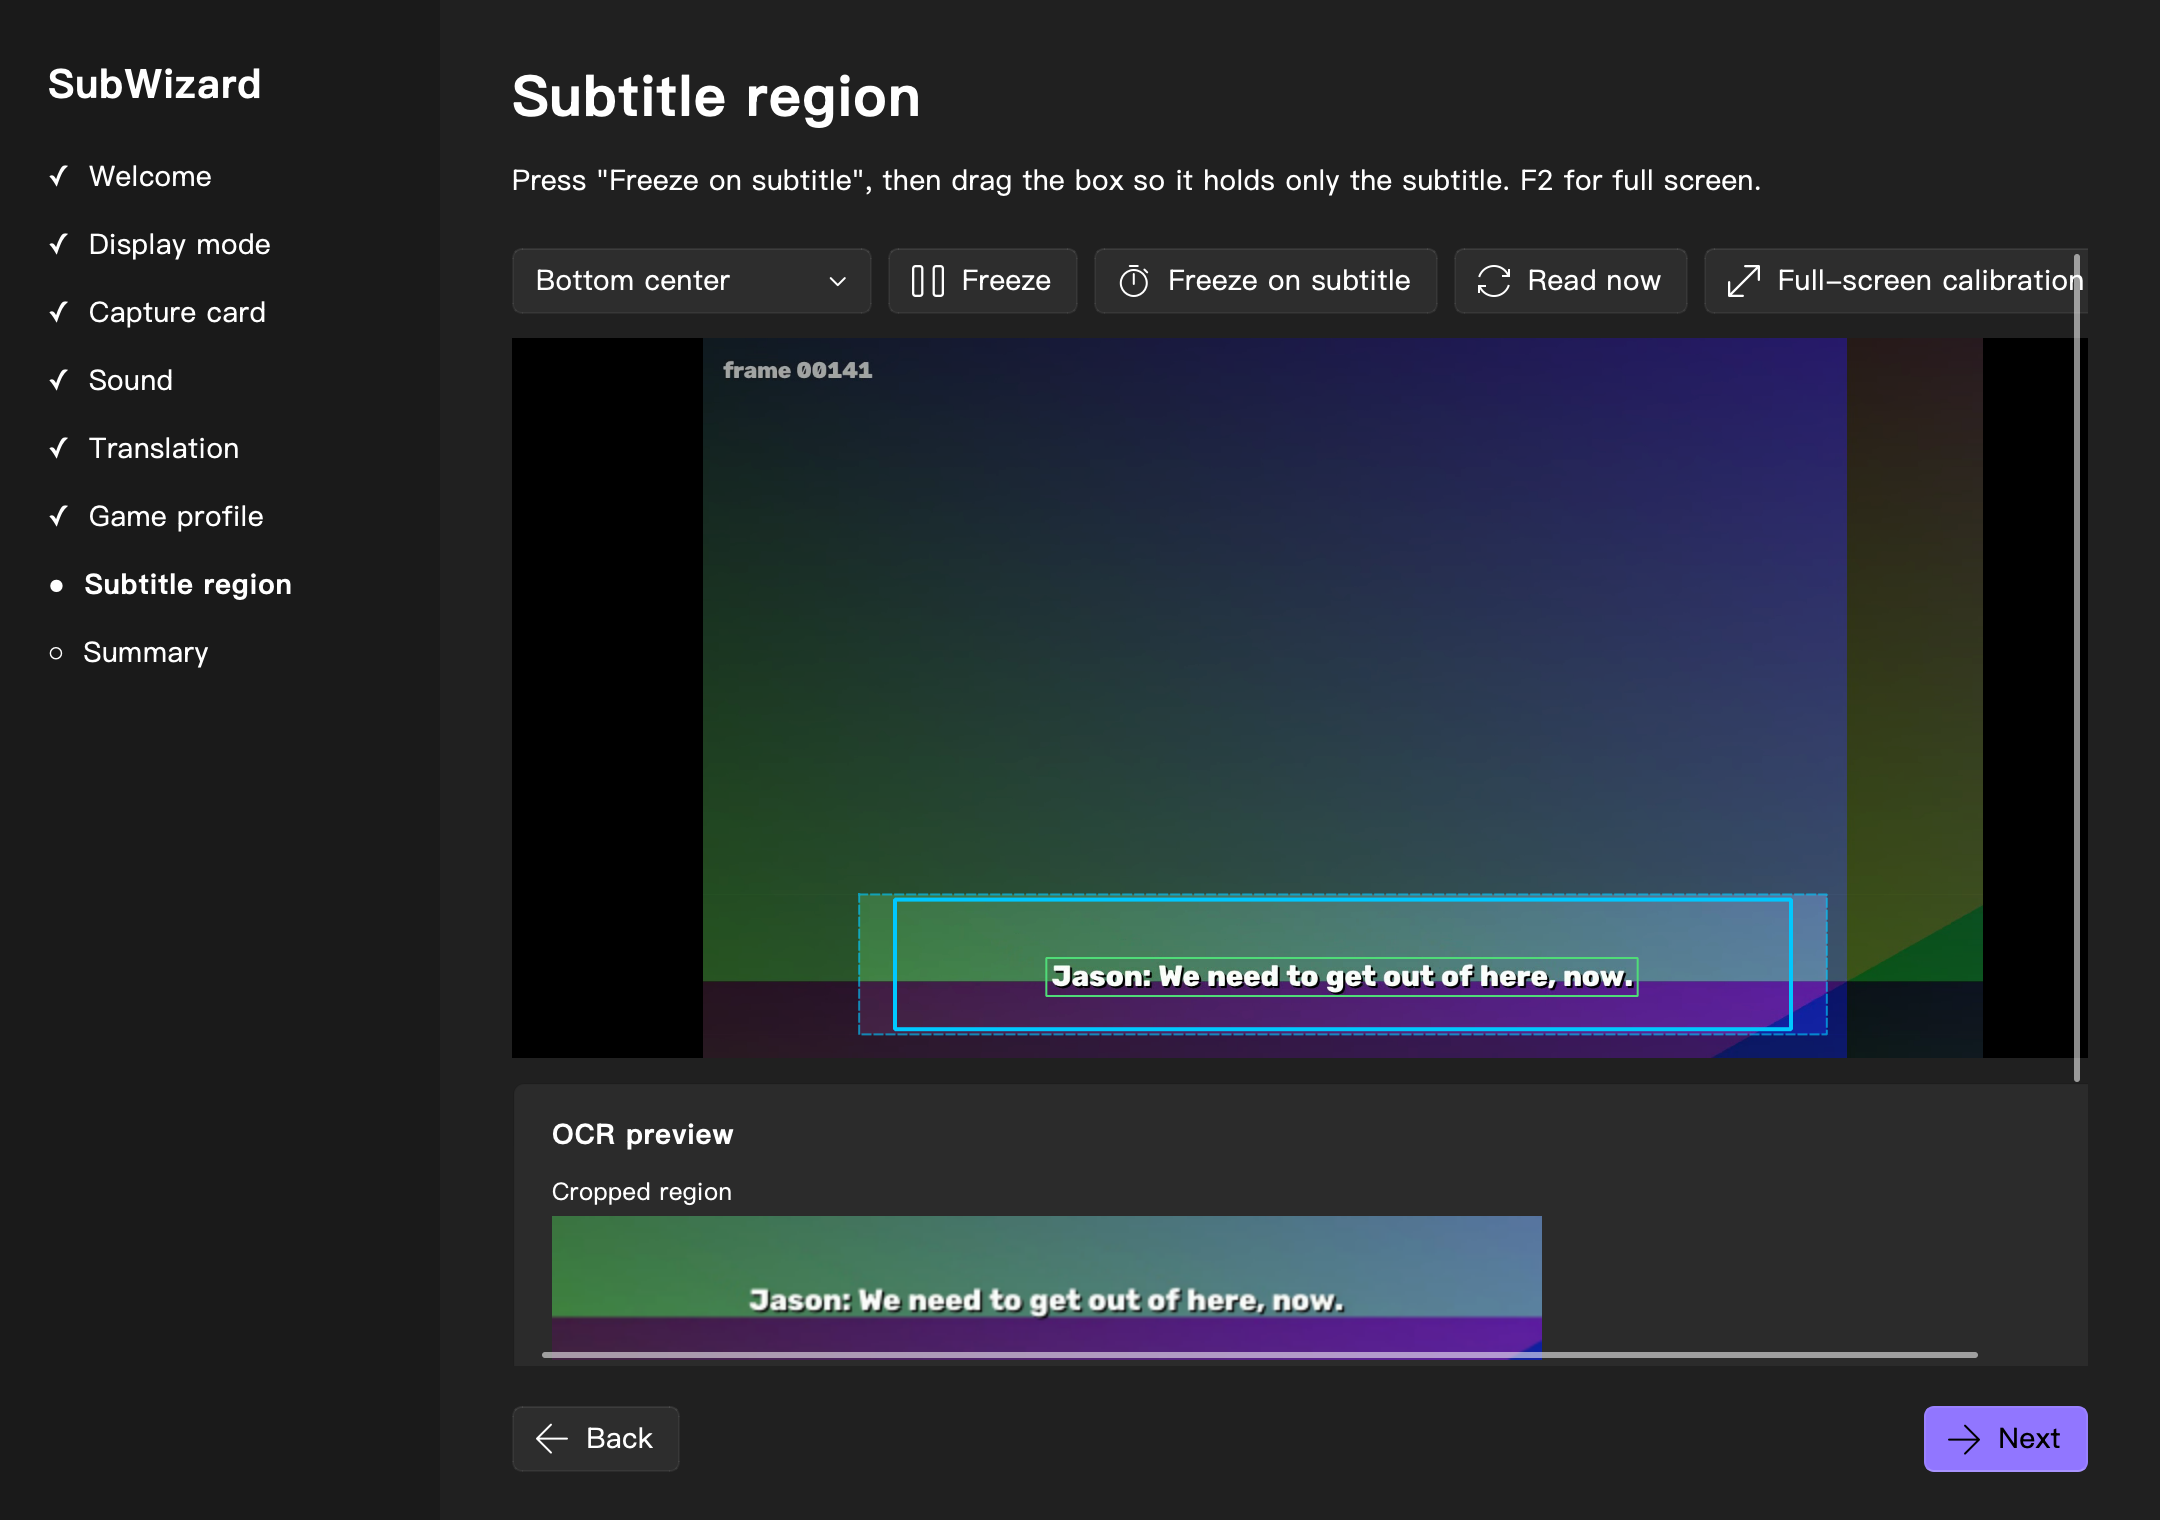 SubWizard
Welcome
Display mode
Capture card
Sound
Translation
Game profile
Subtitle region
Summary
Subtitle region
Press "Freeze on subtitle", then drag the box so it holds only the subtitle. F2 for full screen.
Bottom center
Freeze
Freeze on subtitle
Read now
Full-screen calibration
frame 00141
Jason: We need to get out of here, now.
OCR preview
Cropped region
Jason: We need to get out of here, now.
Back
Next